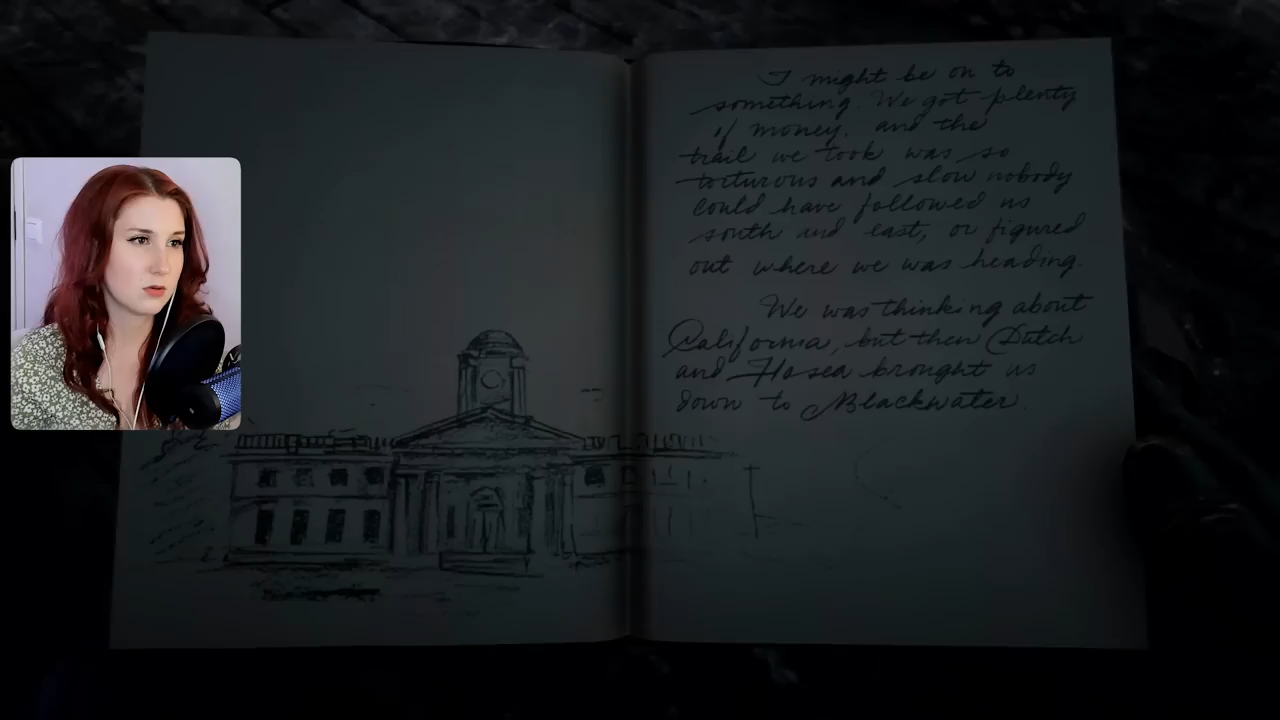 I might be on to
something. We got plenty
of money. and the
trail we took was so
torturous and slow nobody
could have followed us
south and east, or figured
out where we was heading.
We was thinking about
California, but then Dutch
and Hosea brought us
down to Blackwater.